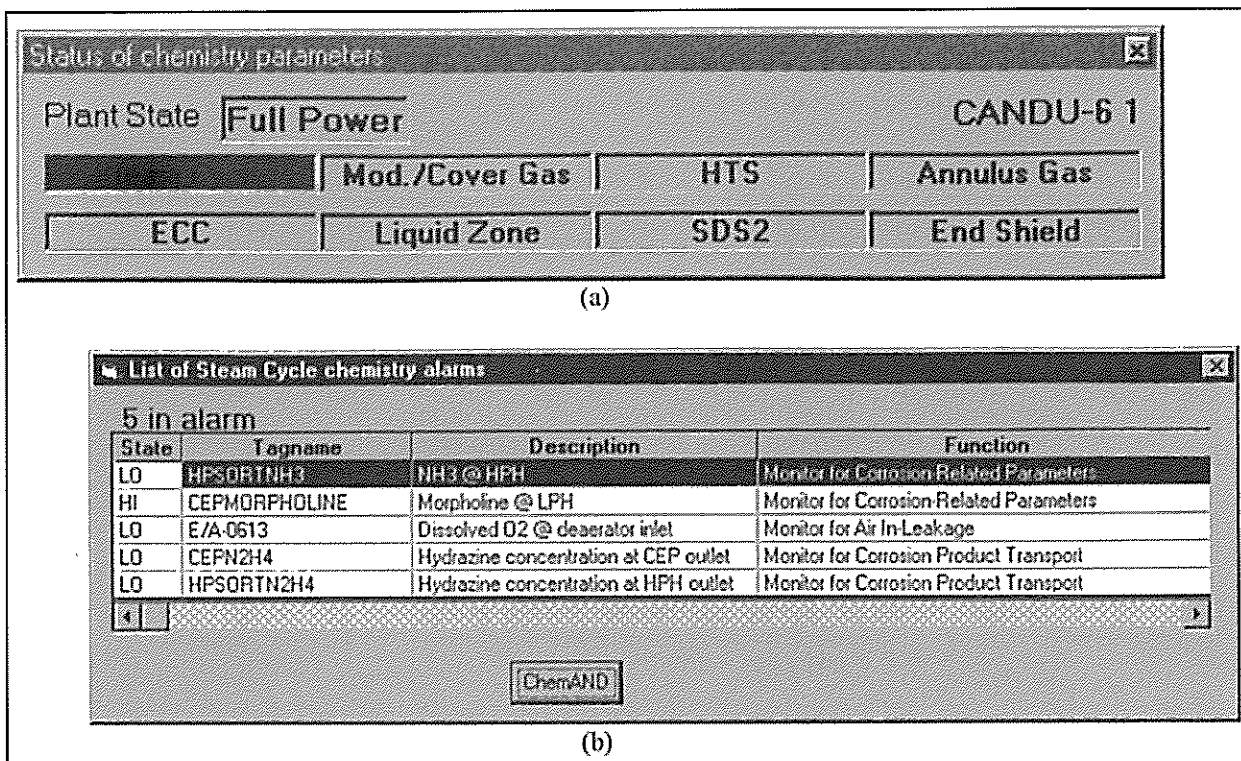 Status of chemistry parameters
Plant State Full Power CANDU-6 1
Mod./Cover Gas HTS Annulus Gas
ECC Liquid Zone SDS2 End Shield
(a)
List of Steam Cycle chemistry alarms
5 in alarm
State Tagname Description Function
LO HPSORTNH3 NH3 @ HPH Monitor for Corrosion-Related Parameters
HI CEPMORPHOLINE Morpholine @ LPH Monitor for Corrosion-Related Parameters
LO E/A-0613 Dissolved O2 @ deaerator inlet Monitor for Air In-Leakage
LO CEPN2H4 Hydrazine concentration at CEP outlet Monitor for Corrosion Product Transport
LO HPSORTN2H4 Hydrazine concentration at HPH outlet Monitor for Corrosion Product Transport
ChemAND
(b)